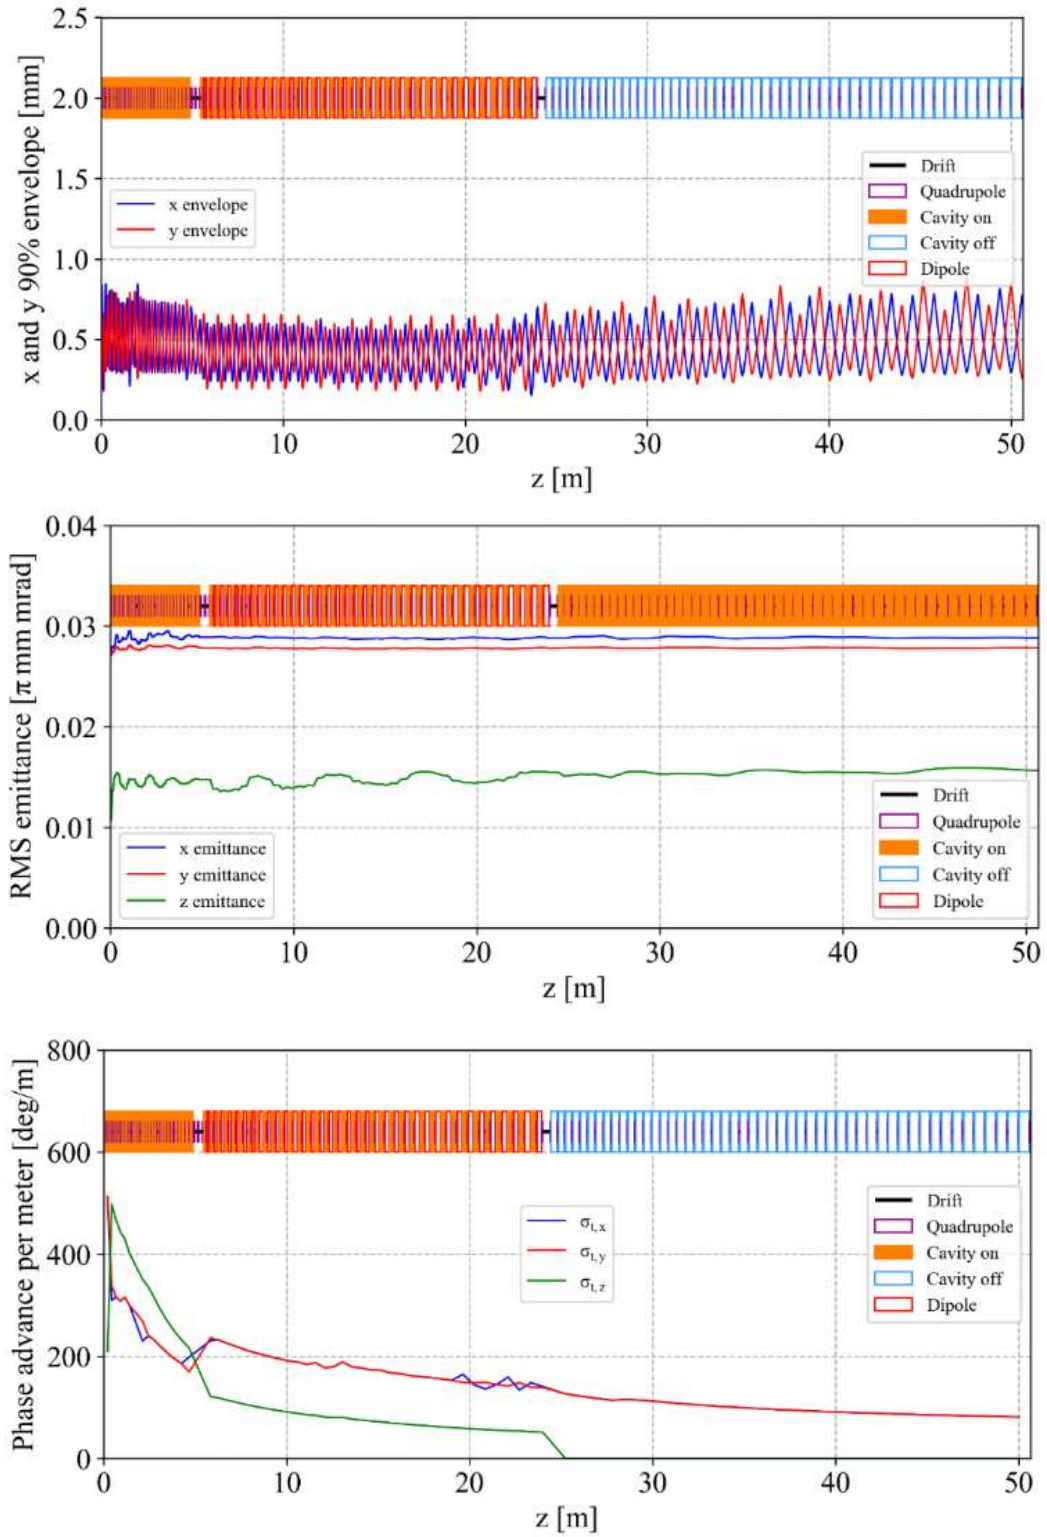 2.5
2.0
1.5
1.0
0.5
0.0
x and y 90% envelope [mm]
x envelope
y envelope
Drift
Quadrupole
Cavity on
Cavity off
Dipole
0 10 20 30 40 50
z [m]
0.04
0.03
0.02
0.01
0.00
RMS emittance [π mm mrad]
x emittance
y emittance
z emittance
Drift
Quadrupole
Cavity on
Cavity off
Dipole
0 10 20 30 40 50
z [m]
800
600
400
200
0
Phase advance per meter [deg/m]
σt,x
σt,y
σt,z
Drift
Quadrupole
Cavity on
Cavity off
Dipole
0 10 20 30 40 50
z [m]